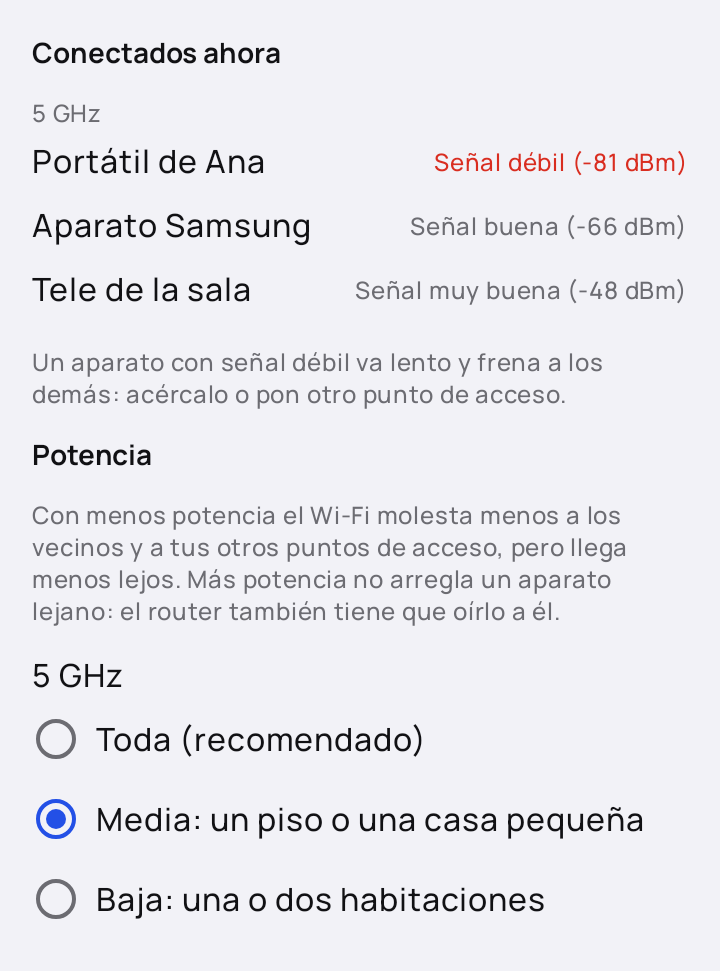 Conectados ahora
5 GHz
Portátil de Ana Señal débil (-81 dBm)
Aparato Samsung Señal buena (-66 dBm)
Tele de la sala Señal muy buena (-48 dBm)
Un aparato con señal débil va lento y frena a los
demás: acércalo o pon otro punto de acceso.
Potencia
Con menos potencia el Wi-Fi molesta menos a los
vecinos y a tus otros puntos de acceso, pero llega
menos lejos. Más potencia no arregla un aparato
lejano: el router también tiene que oírlo a él.
5 GHz
Toda (recomendado)
Media: un piso o una casa pequeña
Baja: una o dos habitaciones